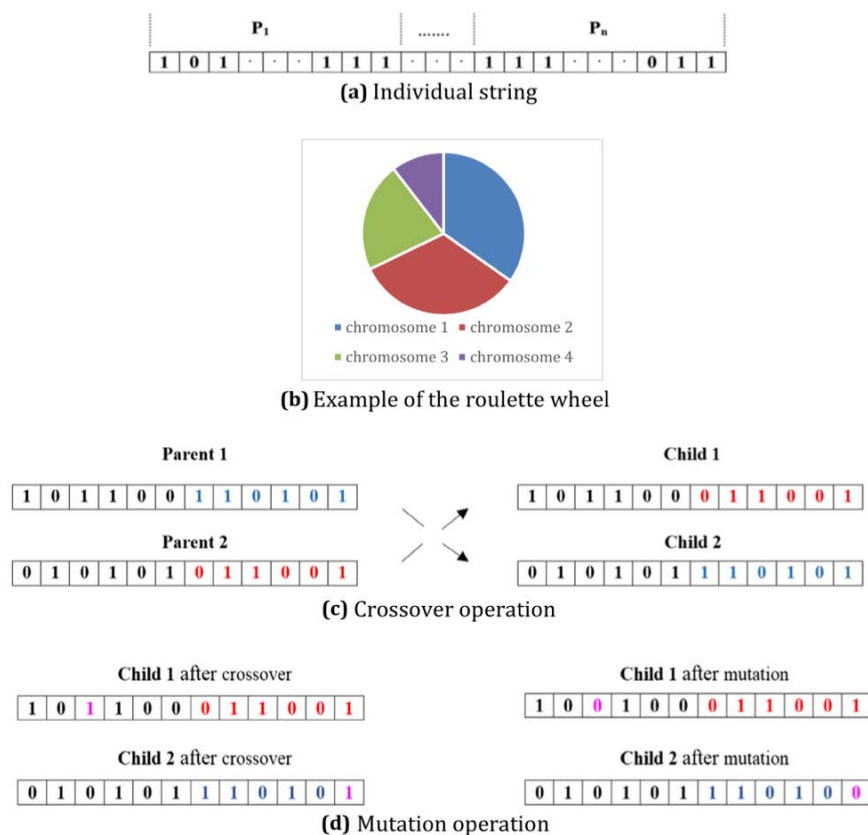 P1 ....... Pn
1 0 1 · · · 1 1 1 · · · 1 1 1 · · · 0 1 1
(a) Individual string
chromosome 1 chromosome 2
chromosome 3 chromosome 4
(b) Example of the roulette wheel
Parent 1 Child 1
1 0 1 1 0 0 1 1 0 1 0 1 1 0 1 1 0 0 0 1 1 0 0 1
Parent 2 Child 2
0 1 0 1 0 1 0 1 1 0 0 1 0 1 0 1 0 1 1 1 0 1 0 1
(c) Crossover operation
Child 1 after crossover Child 1 after mutation
1 0 1 1 0 0 0 1 1 0 0 1 1 0 0 1 0 0 0 1 1 0 0 1
Child 2 after crossover Child 2 after mutation
0 1 0 1 0 1 1 1 0 1 0 1 0 1 0 1 0 1 1 1 0 1 0 0
(d) Mutation operation